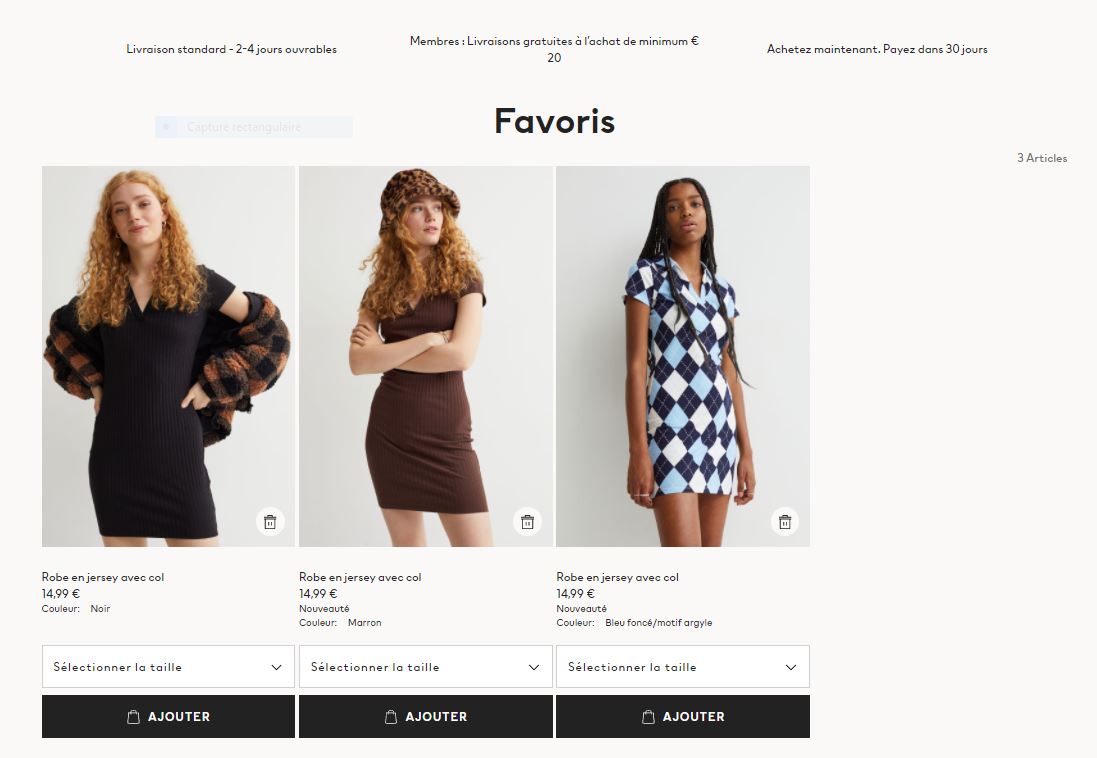 Livraison standard - 2-4 jours ouvrables
Membres : Livraisons gratuites à l'achat de minimum €
20
Achetez maintenant. Payez dans 30 jours
Capture rectangulaire
Favoris
3 Articles
Robe en jersey avec col
14,99 €
Couleur: Noir
Sélectionner la taille
AJOUTER
Robe en jersey avec col
14,99 €
Nouveauté
Couleur: Marron
Sélectionner la taille
AJOUTER
Robe en jersey avec col
14,99 €
Nouveauté
Couleur: Bleu foncé/motif argyle
Sélectionner la taille
AJOUTER